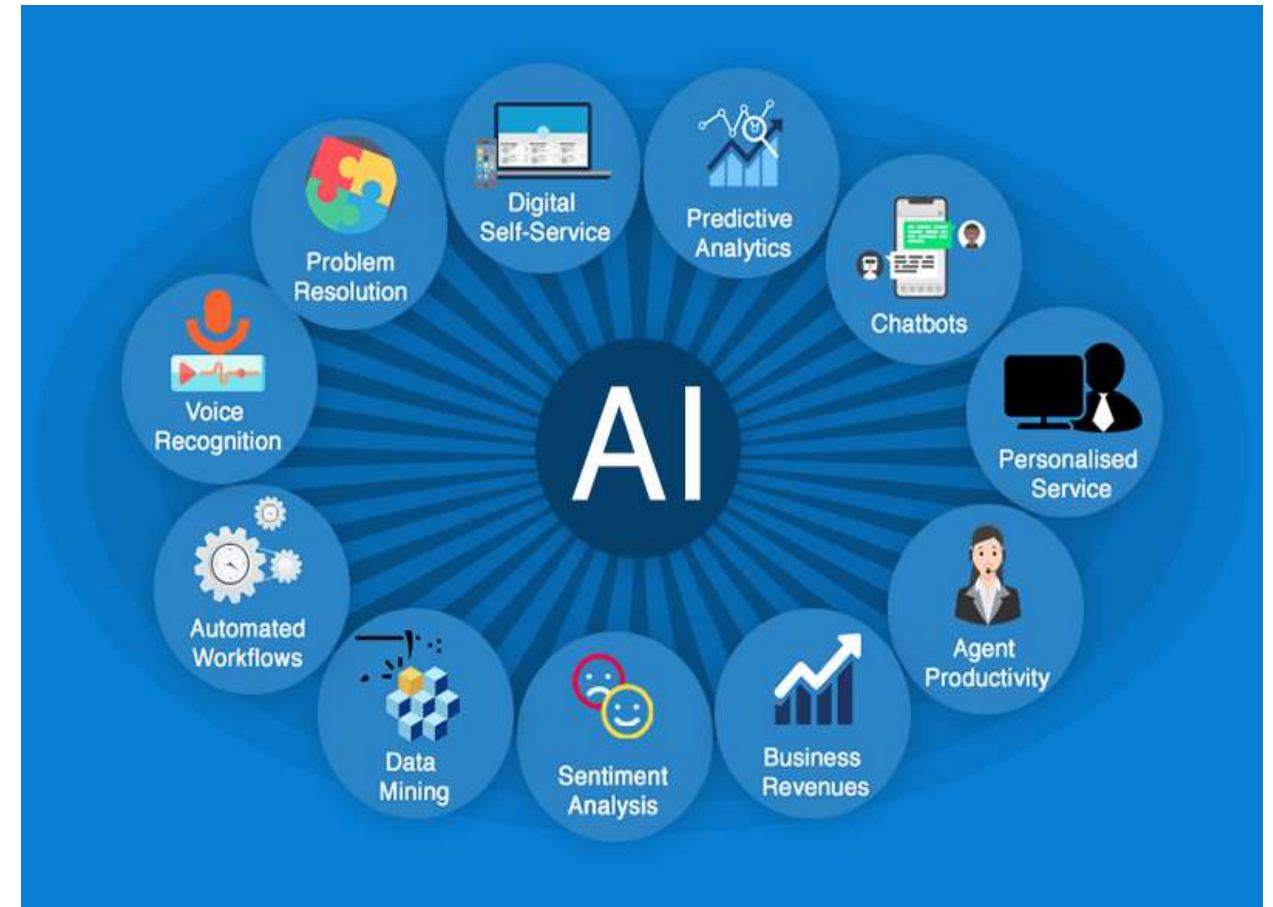 Digital
Self-Service
Predictive
Analytics
Problem
Resolution
Chatbots
Voice
Recognition
AI
Personalised
Service
Automated
Workflows
Agent
Productivity
Data
Mining
Sentiment
Analysis
Business
Revenues